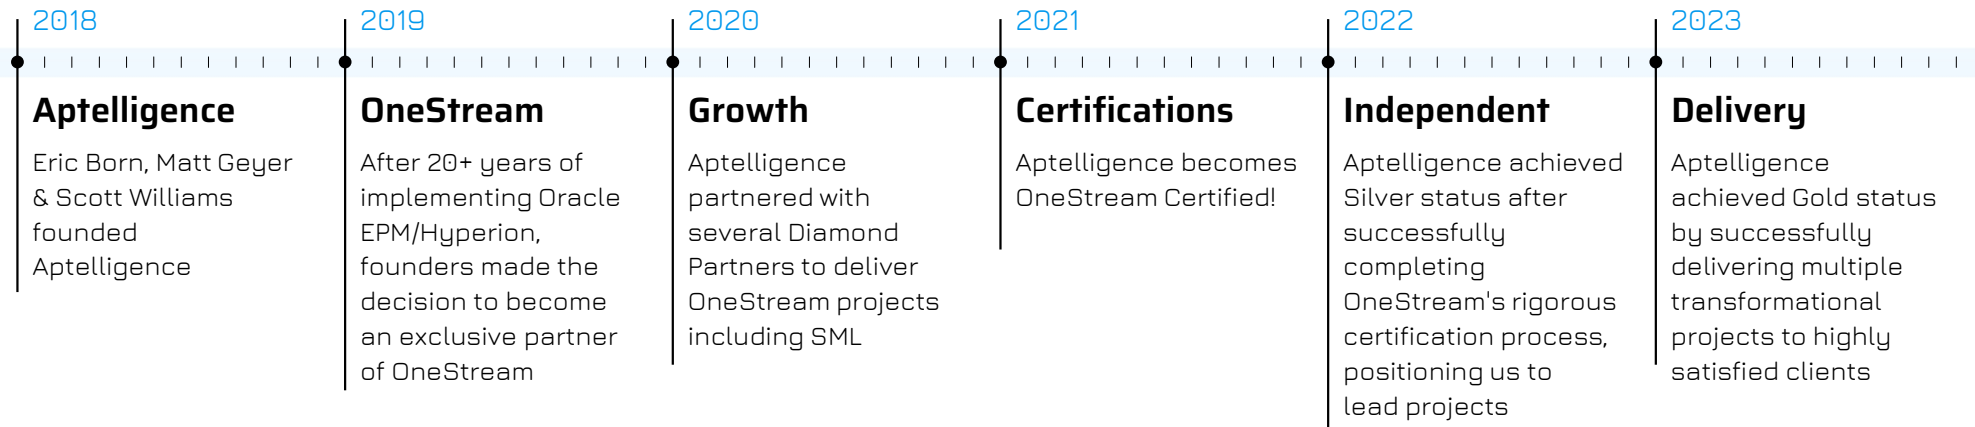 2018
Aptelligence
Eric Born, Matt Geyer
& Scott Williams
founded
Aptelligence
2019
OneStream
After 20+ years of
implementing Oracle
EPM/Hyperion,
founders made the
decision to become
an exclusive partner
of OneStream
2020
Growth
Aptelligence
partnered with
several Diamond
Partners to deliver
OneStream projects
including SML
2021
Certifications
Aptelligence becomes
OneStream Certified!
2022
Independent
Aptelligence achieved
Silver status after
successfully
completing
OneStream's rigorous
certification process,
positioning us to
lead projects
2023
Delivery
Aptelligence
achieved Gold status
by successfully
delivering multiple
transformational
projects to highly
satisfied clients